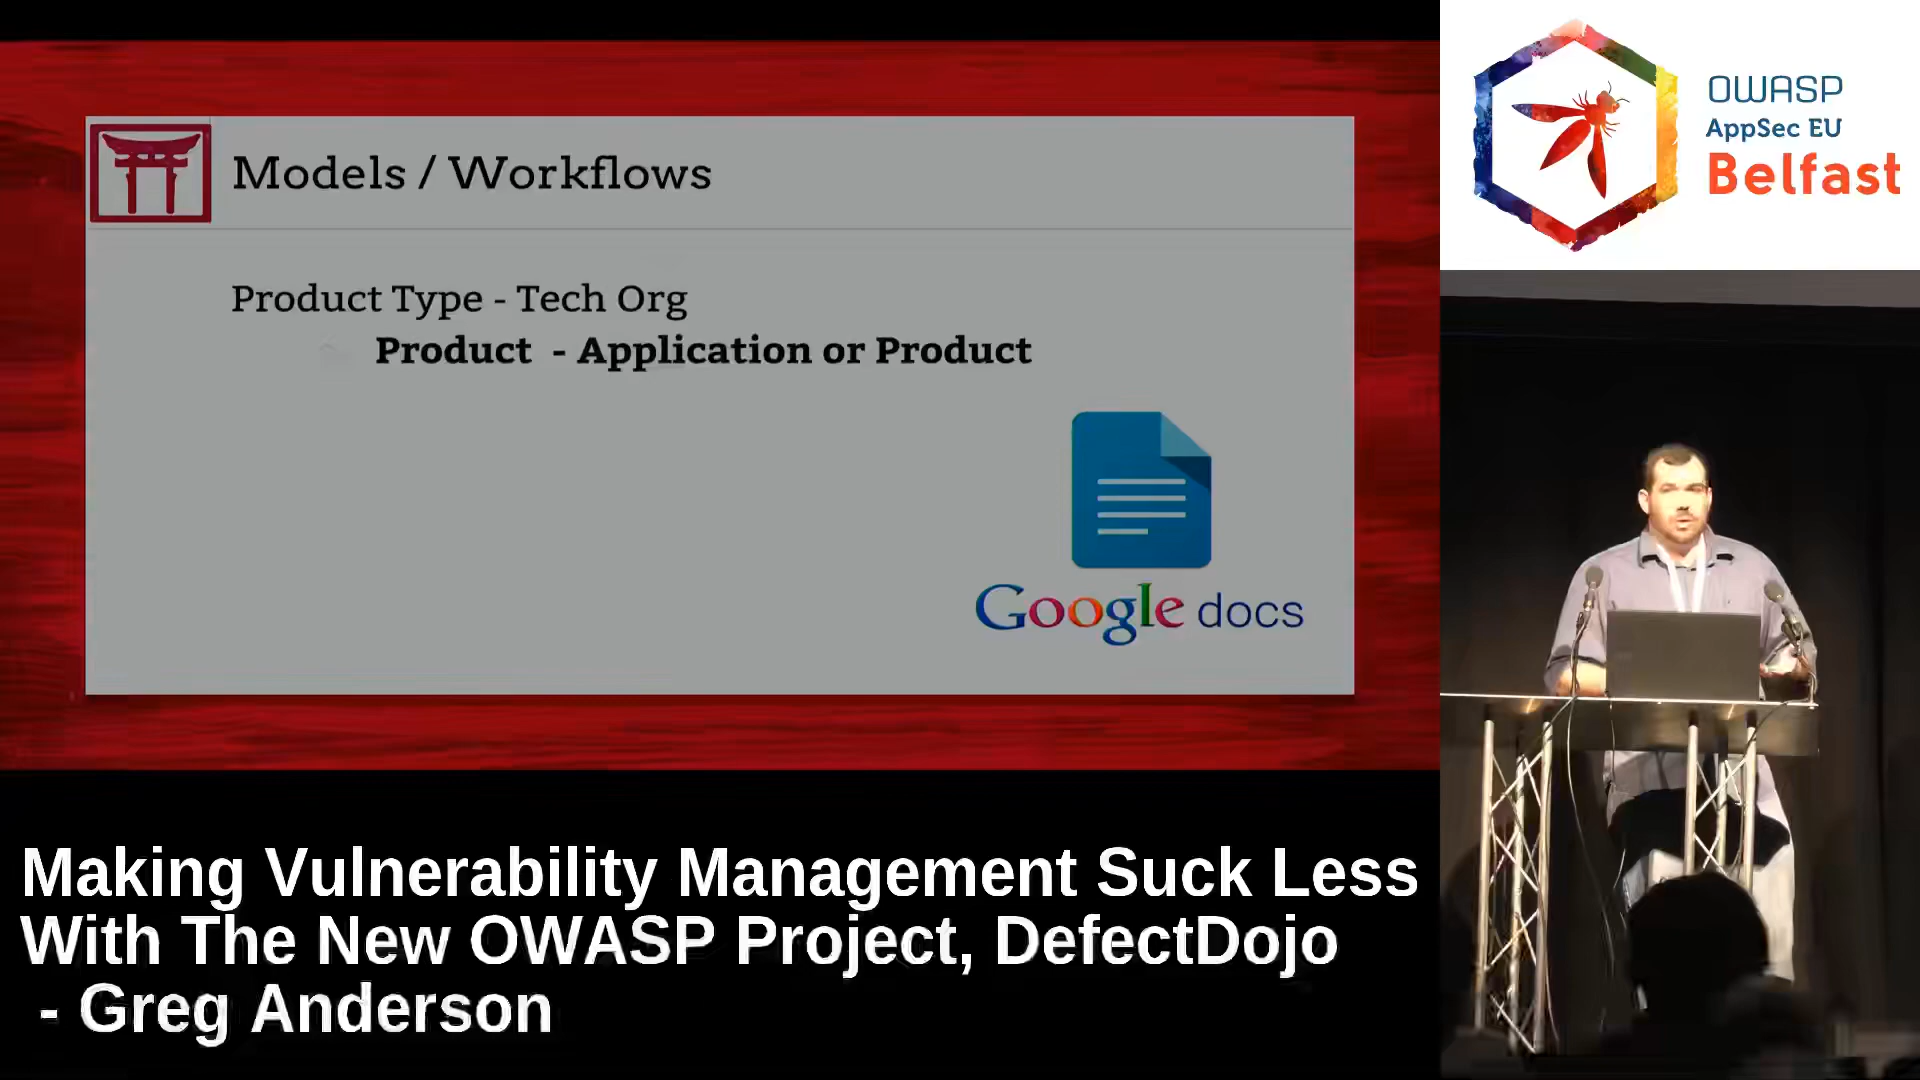 Models / Workflows
Product Type - Tech Org
Product - Application or Product
Google docs
OWASP
AppSec EU
Belfast
Making Vulnerability Management Suck Less
With The New OWASP Project, DefectDojo
- Greg Anderson